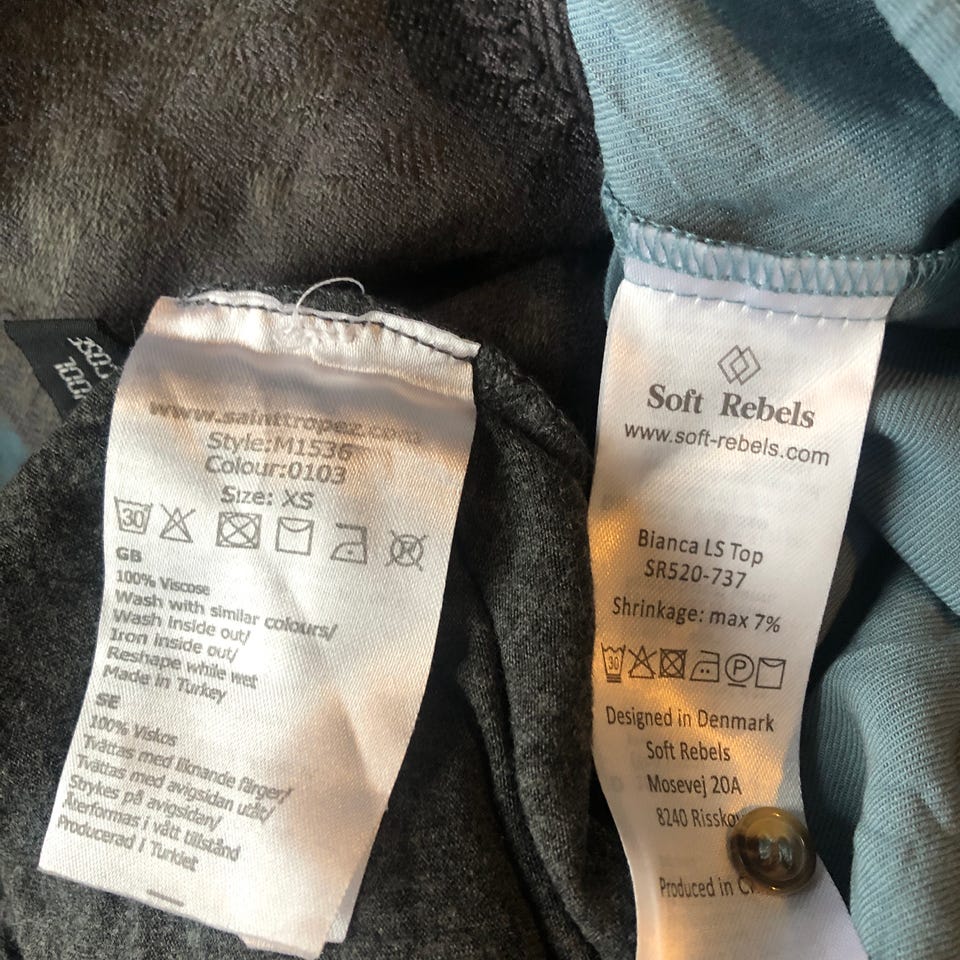 www.sainttropez.com
Style:M1536
Colour:0103
Size: XS
30
GB
100% Viscose
Wash with similar colours/
Wash inside out/
Iron inside out/
Reshape while wet
Made in Turkey
SE
100% Viskos
Tvättas med liknande färger/
Tvättas med avigsidan utåt/
Strykes på avigsidan/
Återformas i vått tillstånd
Producerad i Turkiet
Soft Rebels
www.soft-rebels.com
Bianca LS Top
SR520-737
Shrinkage: max 7%
30
P
Designed in Denmark
Soft Rebels
Mosevej 20A
8240 Rissko
Produced in C